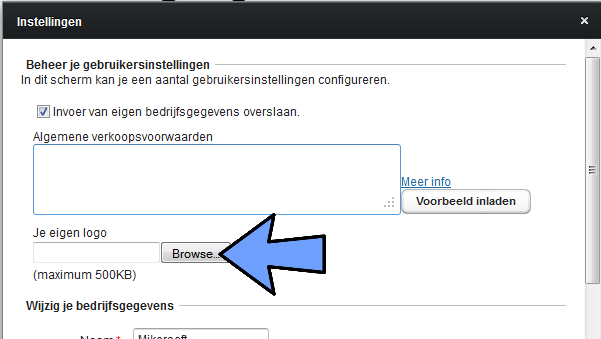 Instellingen
Beheer je gebruikersinstellingen
In dit scherm kan je een aantal gebruikersinstellingen configureren.
Invoer van eigen bedrijfsgegevens overslaan.
Algemene verkoopsvoorwaarden
Meer info
Voorbeeld inladen
Je eigen logo
Browse...
(maximum 500KB)
Wijzig je bedrijfsgegevens
Naam *